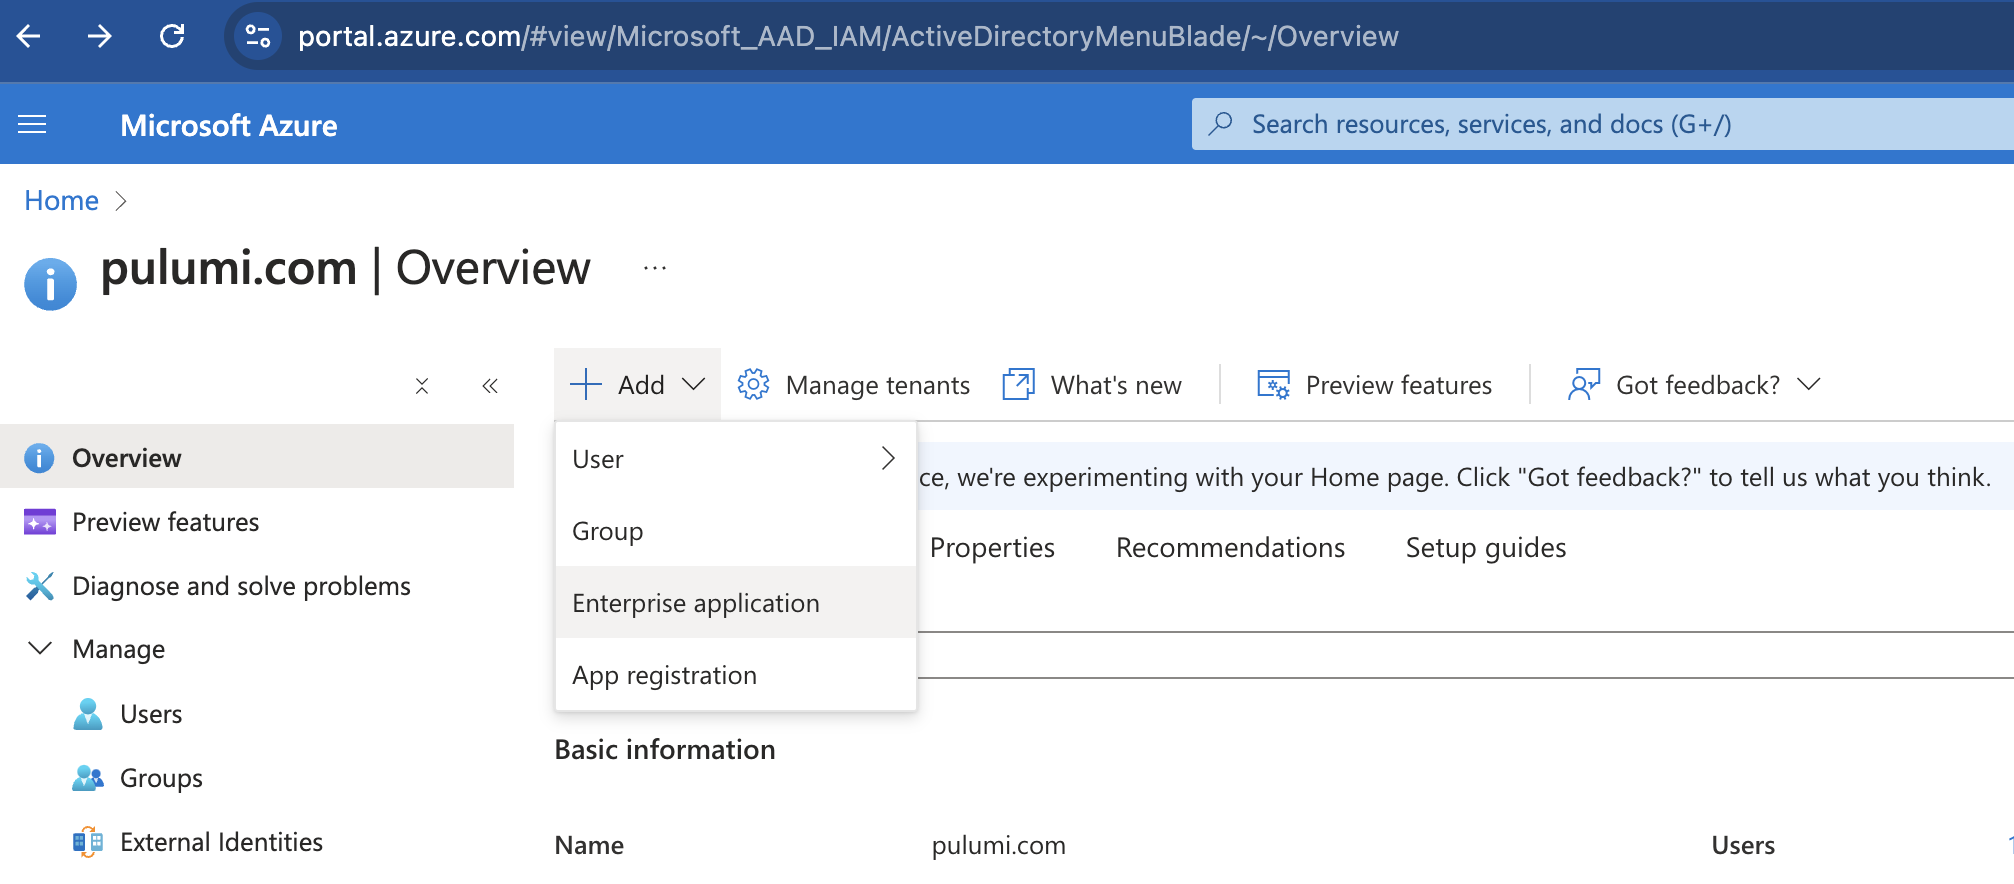 portal.azure.com/#view/Microsoft_AAD_IAM/ActiveDirectoryMenuBlade/~/Overview
Microsoft Azure
Search resources, services, and docs (G+/)
Home
pulumi.com | Overview
Add
Manage tenants
What's new
Preview features
Got feedback?
Overview
Preview features
Diagnose and solve problems
Manage
Users
Groups
External Identities
User
Group
Enterprise application
App registration
ce, we're experimenting with your Home page. Click "Got feedback?" to tell us what you think.
Properties
Recommendations
Setup guides
Basic information
Name
pulumi.com
Users